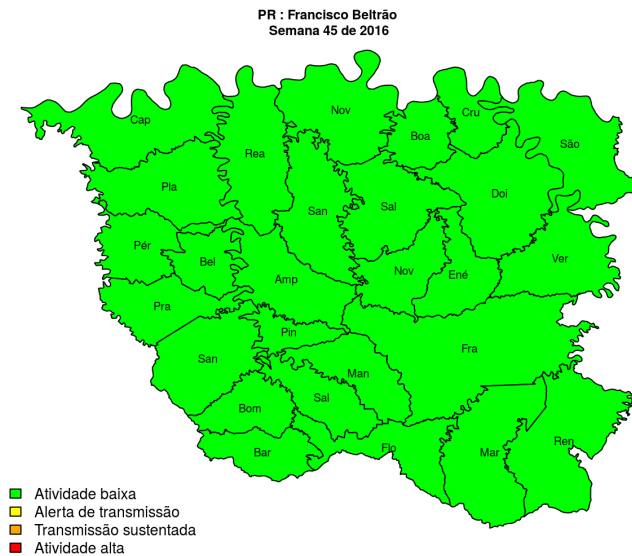 PR : Francisco Beltrão
Semana 45 de 2016
Nov
Cap
Cru
Boa
São
Rea
Pla
Doi
San
Sal
Pér
Bel
Ver
Nov
Ené
Amp
Pra
Pin
Fra
San
Man
Sal
Bom
Ren
Flo
Bar
Mar
Atividade baixa
Alerta de transmissão
Transmissão sustentada
Atividade alta